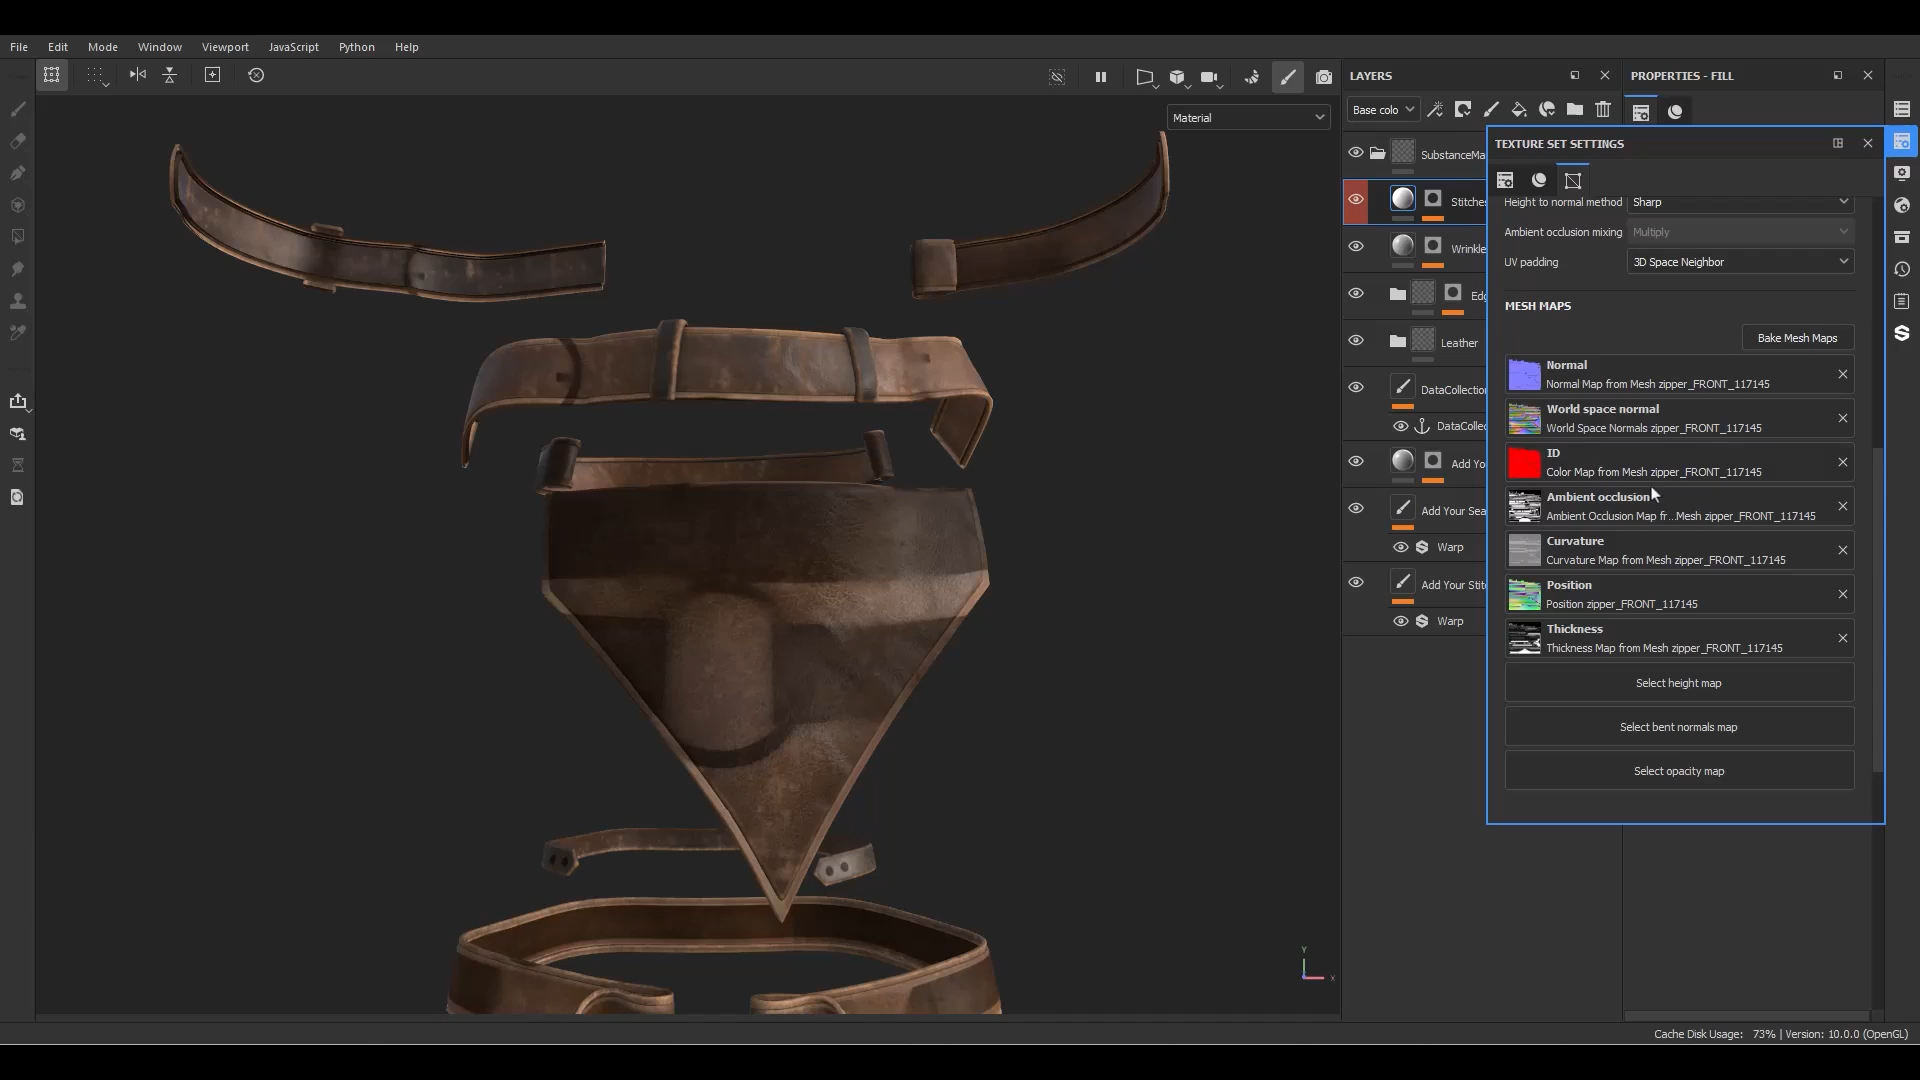 File Edit Mode Window Viewport JavaScript Python Help
Material
LAYERS
Base colo
SubstanceMa
Stitches
Wrinkle
Edg
Leather
DataCollection
DataCollec
Add Yo
Add Your Sea
Warp
Add Your Stit
Warp
PROPERTIES - FILL
TEXTURE SET SETTINGS
Height to normal method Sharp
Ambient occlusion mixing Multiply
UV padding 3D Space Neighbor
MESH MAPS
Bake Mesh Maps
Normal
Normal Map from Mesh zipper_FRONT_117145
World space normal
World Space Normals zipper_FRONT_117145
ID
Color Map from Mesh zipper_FRONT_117145
Ambient occlusion
Ambient Occlusion Map fr...Mesh zipper_FRONT_117145
Curvature
Curvature Map from Mesh zipper_FRONT_117145
Position
Position zipper_FRONT_117145
Thickness
Thickness Map from Mesh zipper_FRONT_117145
Select height map
Select bent normals map
Select opacity map
Y
X
Cache Disk Usage: 73% | Version: 10.0.0 (OpenGL)